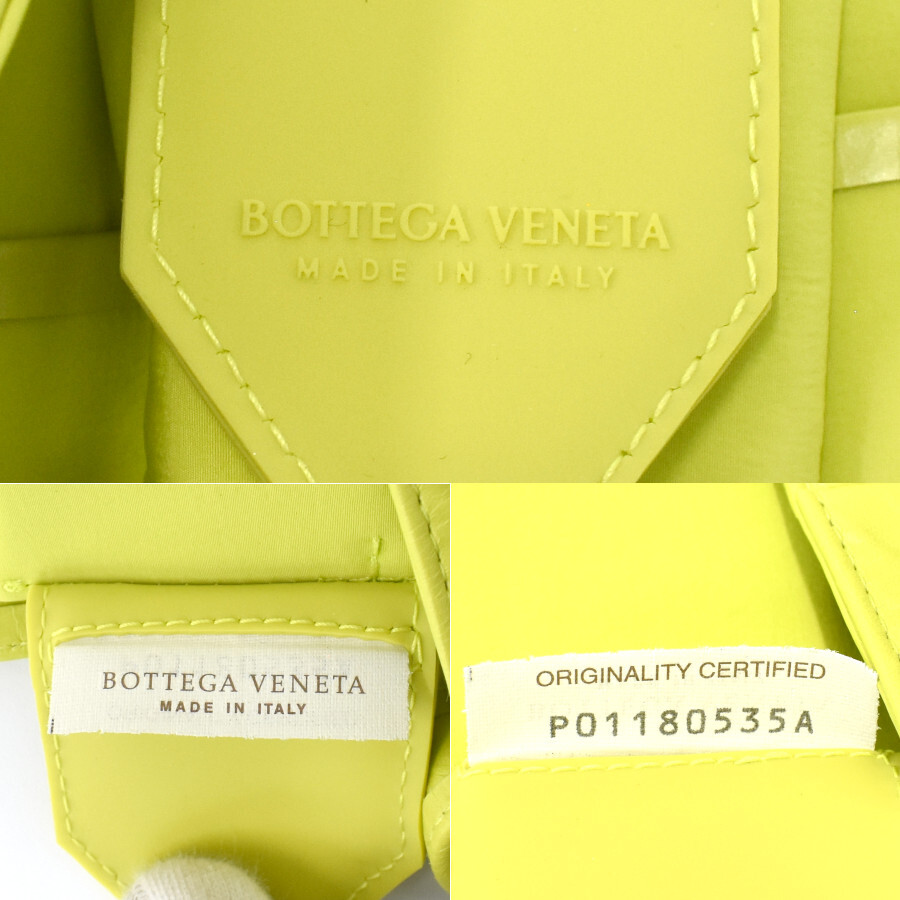 BOTTEGA VENETA
MADE IN ITALY
BOTTEGA VENETA
MADE IN ITALY
ORIGINALITY CERTIFIED
P01180535A